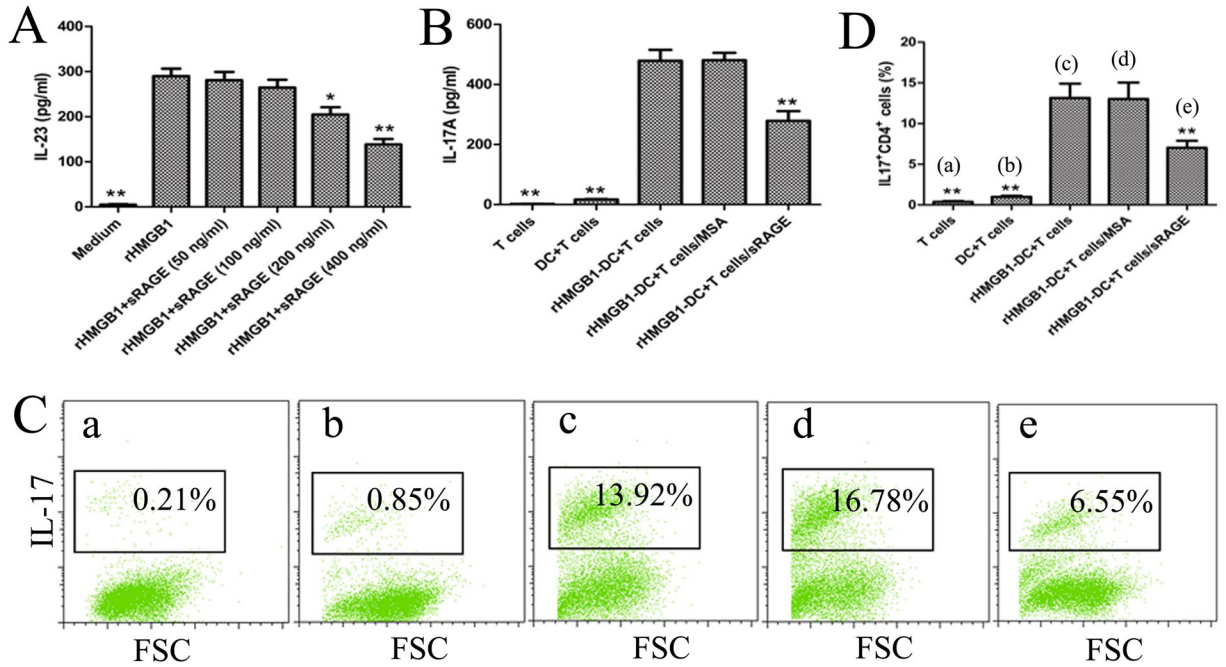 A
IL-23 (pg/ml)
400
300
200
100
0
**
*
**
Medium
rHMGB1
rHMGB1+sRAGE (50 ng/ml)
rHMGB1+sRAGE (100 ng/ml)
rHMGB1+sRAGE (200 ng/ml)
rHMGB1+sRAGE (400 ng/ml)
B
IL-17A (pg/ml)
600
400
200
0
**
**
**
T cells
DC+T cells
rHMGB1-DC+T cells
rHMGB1-DC+T cells/MSA
rHMGB1-DC+T cells/sRAGE
D
IL17⁺CD4⁺ cells (%)
20
15
10
5
0
(a)
**
(b)
**
(c)
(d)
(e)
**
T cells
DC+T cells
rHMGB1-DC+T cells
rHMGB1-DC+T cells/MSA
rHMGB1-DC+T cells/sRAGE
C
IL-17
a
0.21%
FSC
b
0.85%
FSC
c
13.92%
FSC
d
16.78%
FSC
e
6.55%
FSC